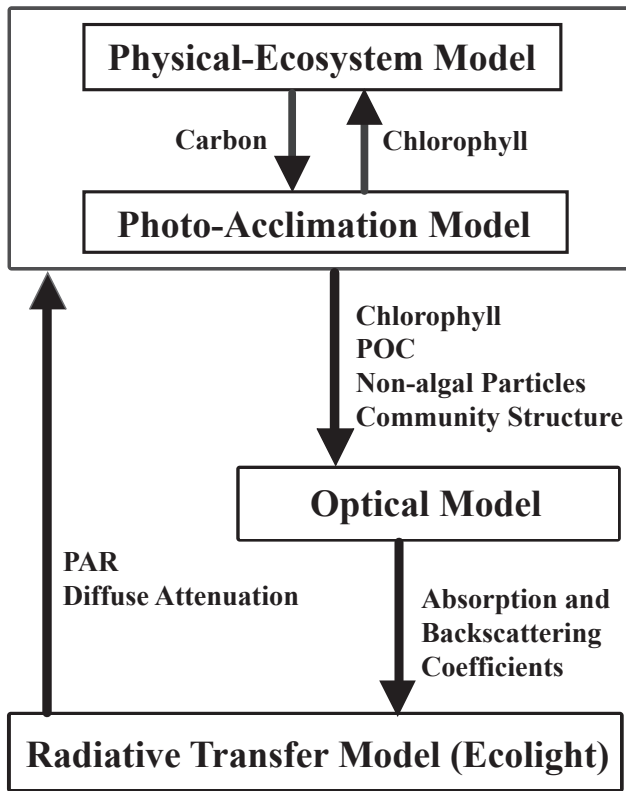 Physical-Ecosystem Model
Carbon
Chlorophyll
Photo-Acclimation Model
Chlorophyll
POC
Non-algal Particles
Community Structure
Optical Model
PAR
Diffuse Attenuation
Absorption and
Backscattering
Coefficients
Radiative Transfer Model (Ecolight)